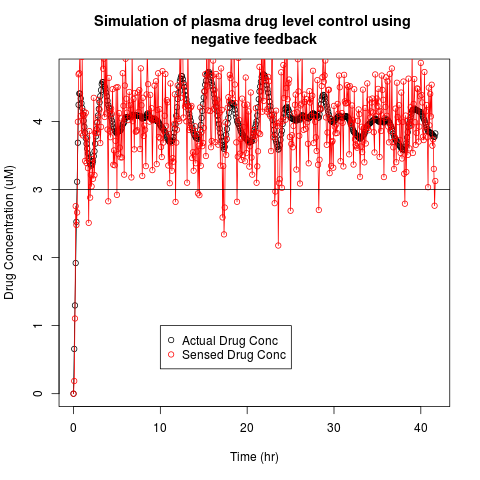 Simulation of plasma drug level control using
negative feedback
Drug Concentration (uM)
4
3
2
1
0
Actual Drug Conc
Sensed Drug Conc
0 10 20 30 40
Time (hr)